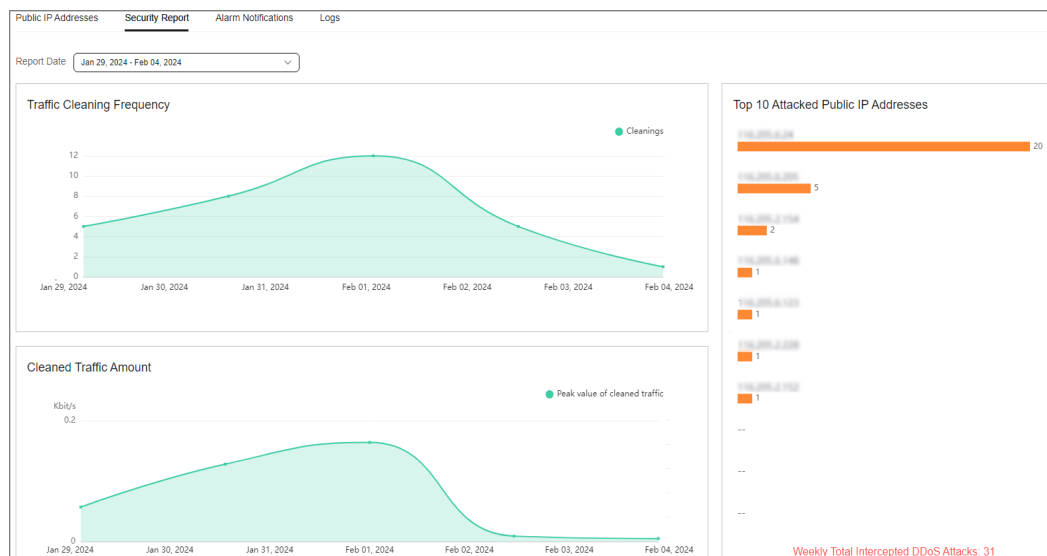 Public IP Addresses Security Report Alarm Notifications Logs
Report Date Jan 29, 2024 - Feb 04, 2024
Traffic Cleaning Frequency
Cleanings
12
10
8
6
4
2
0
Jan 29, 2024 Jan 30, 2024 Jan 31, 2024 Feb 01, 2024 Feb 02, 2024 Feb 03, 2024 Feb 04, 2024
Cleaned Traffic Amount
Peak value of cleaned traffic
Kbit/s
0.2
0
Jan 29, 2024 Jan 30, 2024 Jan 31, 2024 Feb 01, 2024 Feb 02, 2024 Feb 03, 2024 Feb 04, 2024
Top 10 Attacked Public IP Addresses
20
5
2
1
1
1
1
--
--
--
Weekly Total Intercepted DDoS Attacks: 31